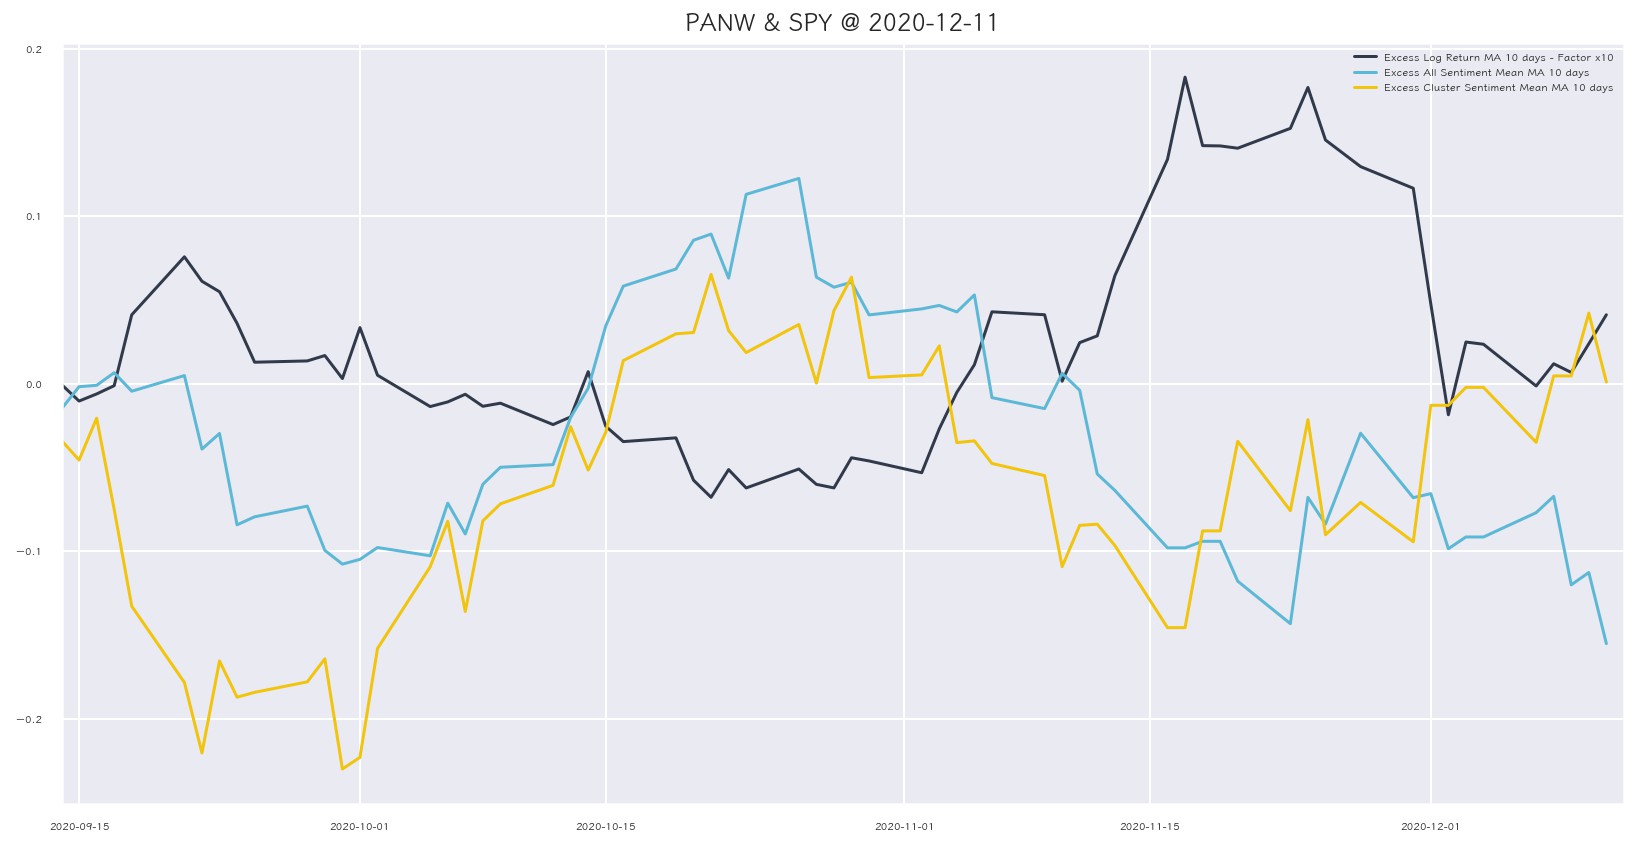 PANW & SPY @ 2020-12-11
Excess Log Return MA 10 days - Factor x10
Excess All Sentiment Mean MA 10 days
Excess Cluster Sentiment Mean MA 10 days
0.2
0.1
0.0
−0.1
−0.2
2020-09-15 2020-10-01 2020-10-15 2020-11-01 2020-11-15 2020-12-01